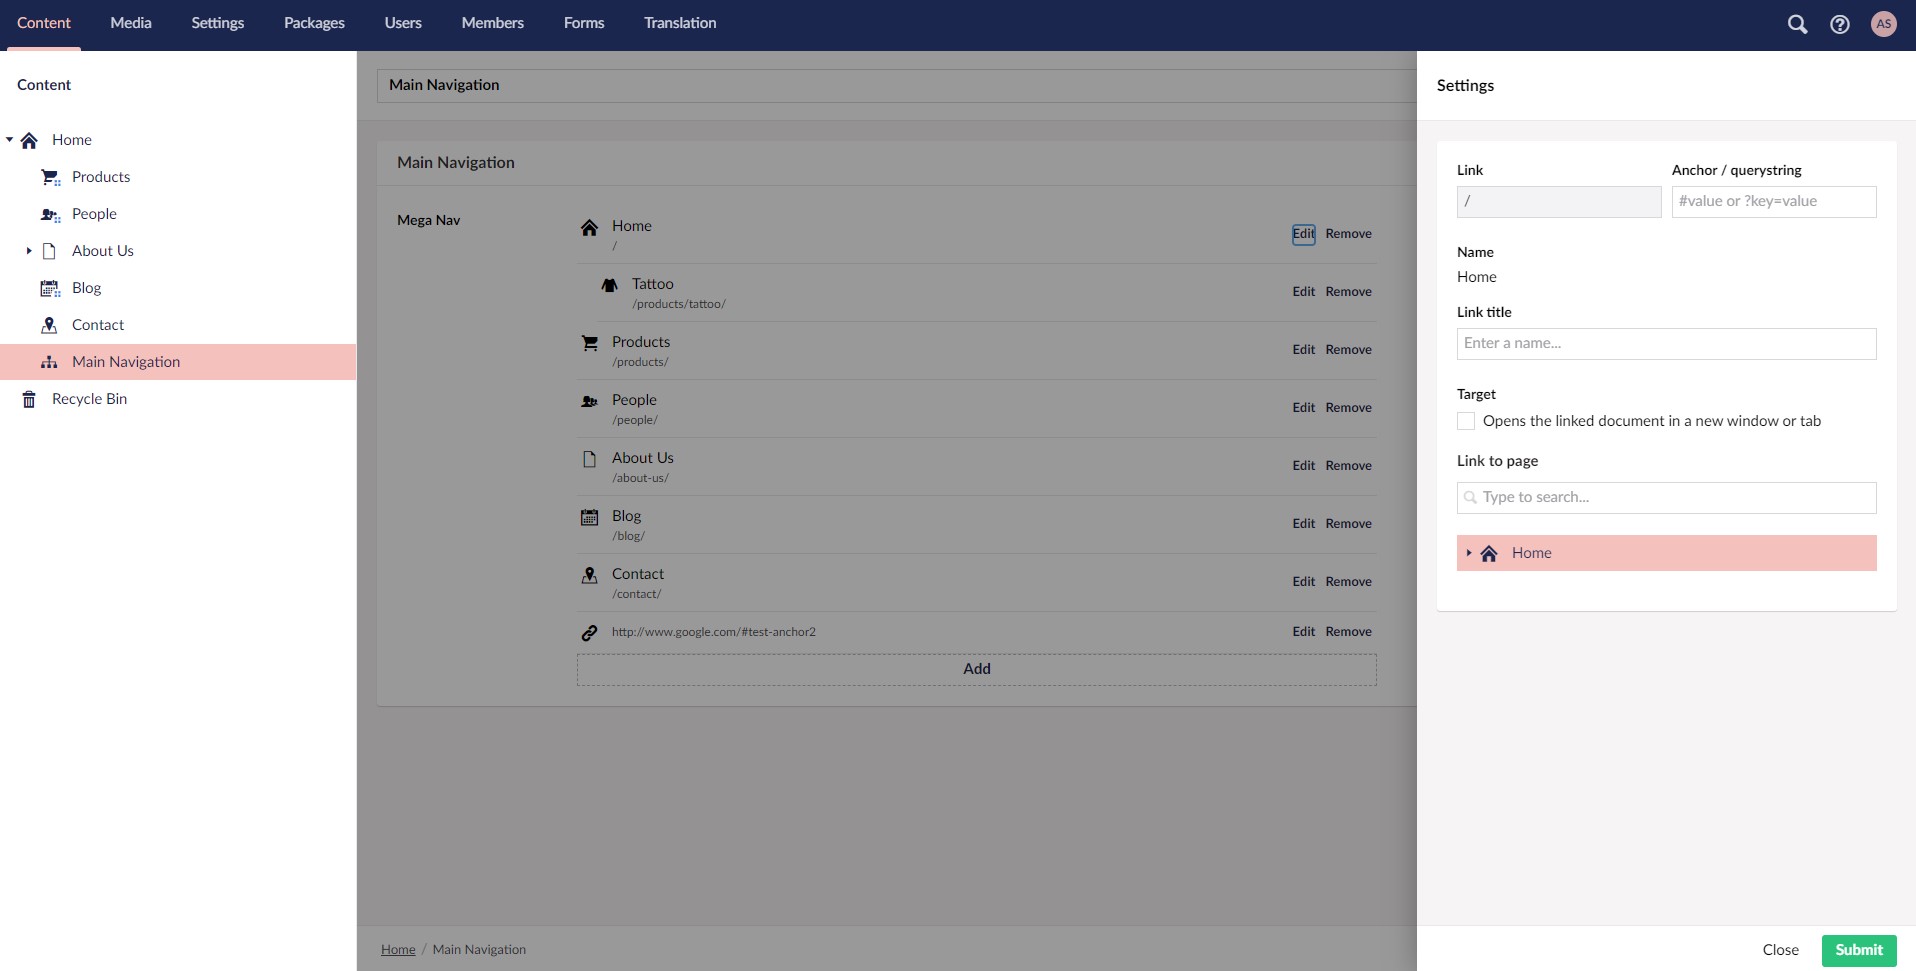 Content Media Settings Packages Users Members Forms Translation AS
Content
Home
Products
People
About Us
Blog
Contact
Main Navigation
Recycle Bin
Main Navigation
Main Navigation
Mega Nav
Home
/
Edit Remove
Tattoo
/products/tattoo/
Edit Remove
Products
/products/
Edit Remove
People
/people/
Edit Remove
About Us
/about-us/
Edit Remove
Blog
/blog/
Edit Remove
Contact
/contact/
Edit Remove
http://www.google.com/#test-anchor2
Edit Remove
Add
Home / Main Navigation
Settings
Link Anchor / querystring
/ #value or ?key=value
Name
Home
Link title
Enter a name...
Target
Opens the linked document in a new window or tab
Link to page
Type to search...
Home
Close Submit